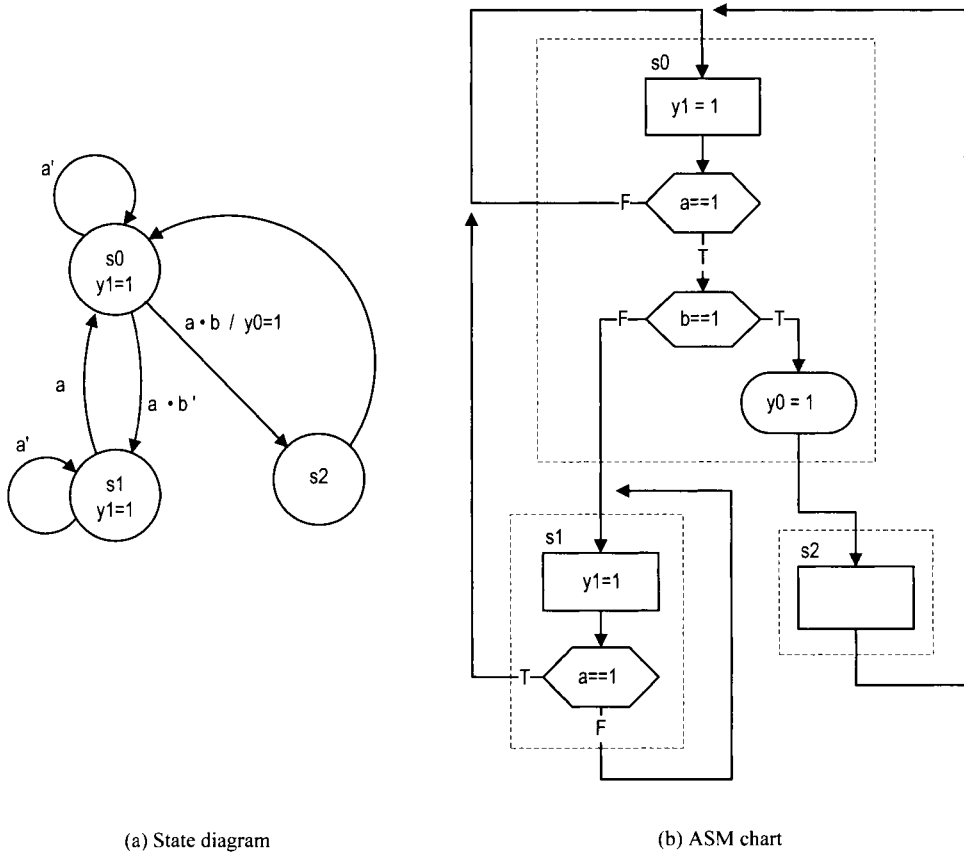 a'
s0
y1=1
a • b / y0=1
a
a • b'
a'
s1
y1=1
s2
(a) State diagram
s0
y1 = 1
F
a==1
T
F
b==1
T
y0 = 1
s1
y1=1
T
a==1
F
s2
(b) ASM chart